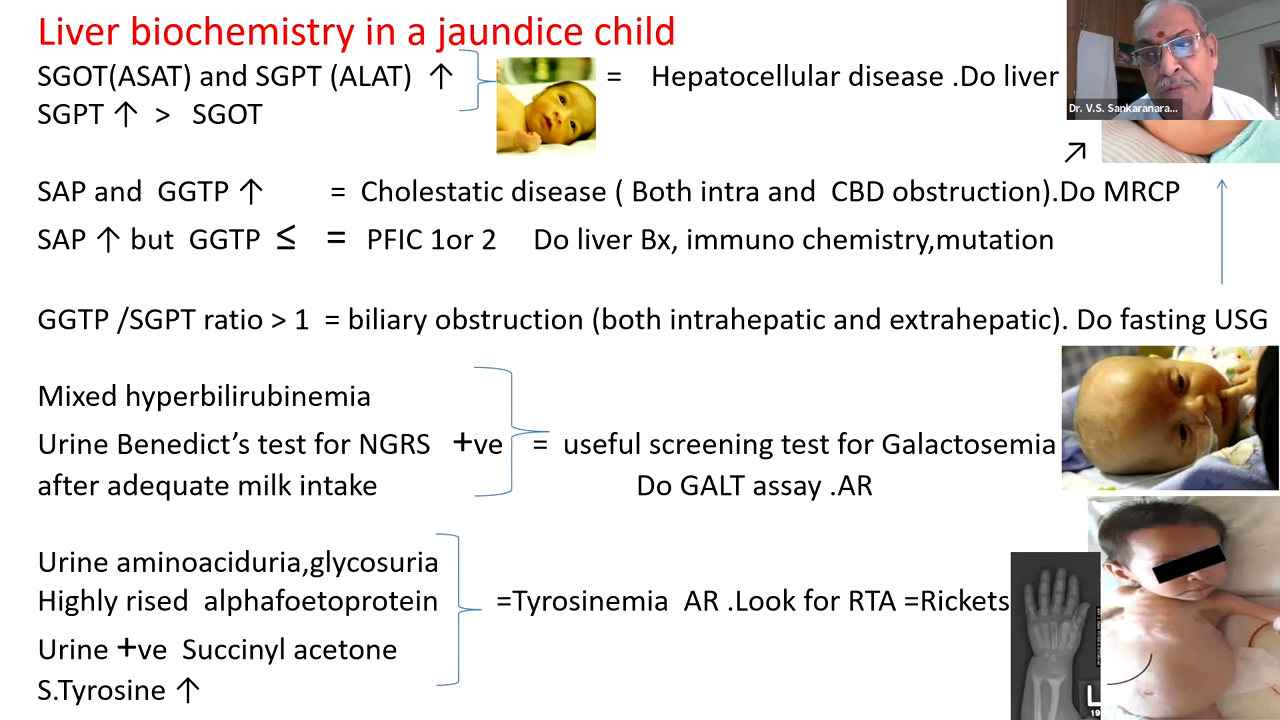 Liver biochemistry in a jaundice child
SGOT(ASAT) and SGPT (ALAT) ↑ = Hepatocellular disease .Do liver
SGPT ↑ > SGOT
Dr. V.S. Sankaranara...
SAP and GGTP ↑ = Cholestatic disease ( Both intra and CBD obstruction).Do MRCP
SAP ↑ but GGTP ≤ = PFIC 1or 2 Do liver Bx, immuno chemistry,mutation
GGTP /SGPT ratio > 1 = biliary obstruction (both intrahepatic and extrahepatic). Do fasting USG
Mixed hyperbilirubinemia
Urine Benedict’s test for NGRS +ve = useful screening test for Galactosemia
after adequate milk intake Do GALT assay .AR
Urine aminoaciduria,glycosuria
Highly rised alphafoetoprotein =Tyrosinemia AR .Look for RTA =Rickets
Urine +ve Succinyl acetone
S.Tyrosine ↑
L
19